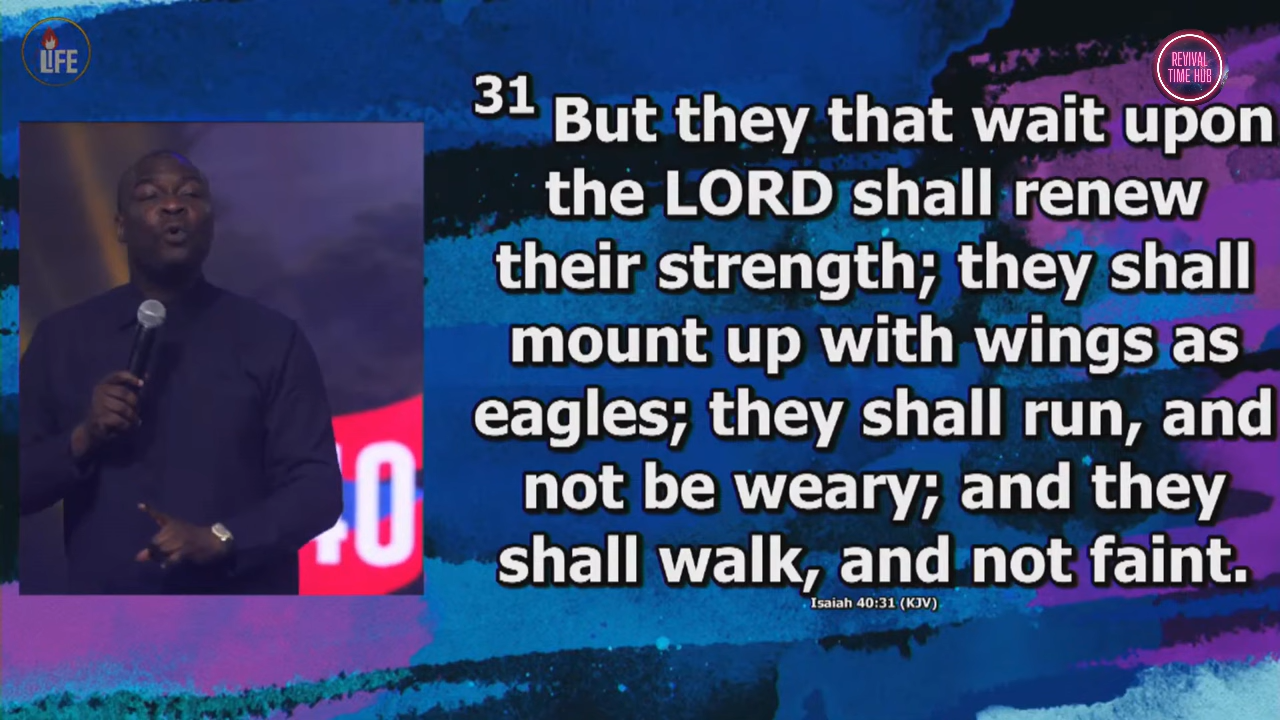 LIFE
REVIVAL
TIME HUB
31 But they that wait upon
the LORD shall renew
their strength; they shall
mount up with wings as
eagles; they shall run, and
not be weary; and they
shall walk, and not faint.
Isaiah 40:31 (KJV)
40